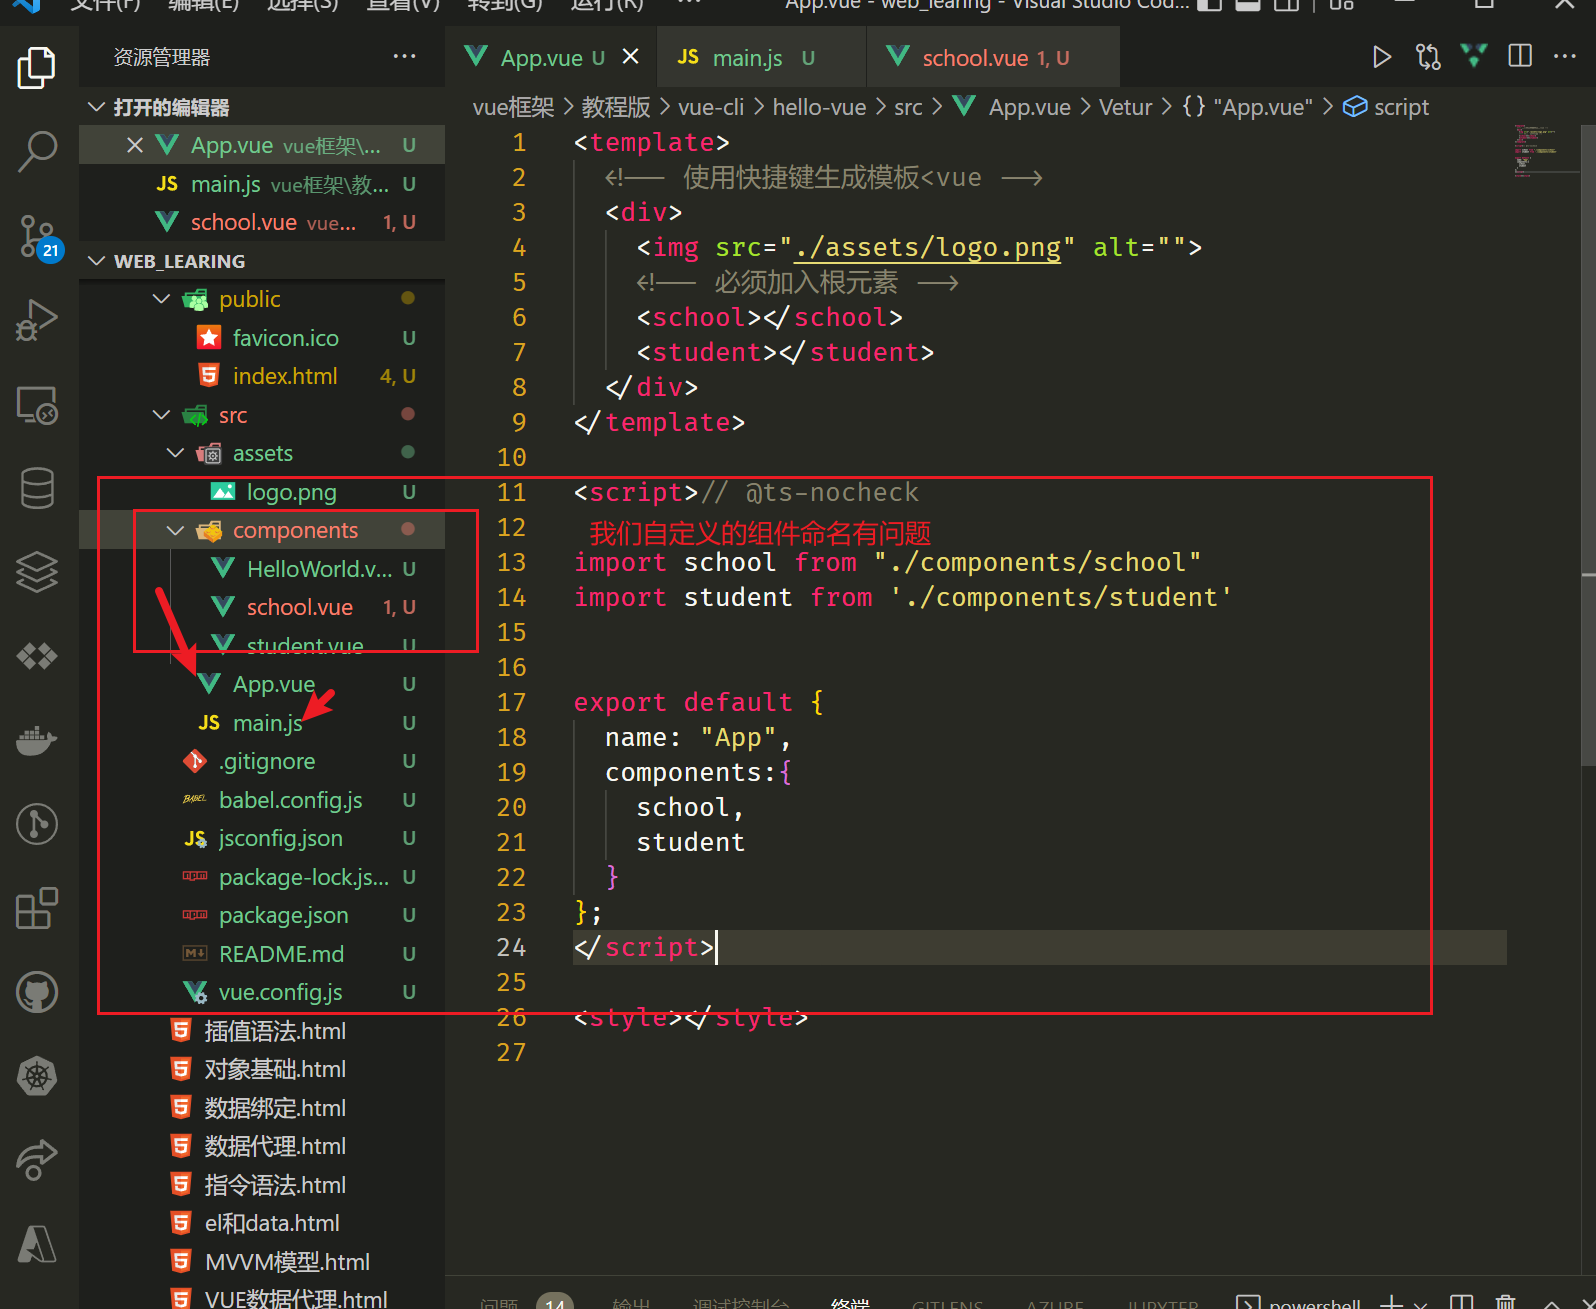 文件(F) 编辑(E) 选择(S) 查看(V) 转到(G) 运行(R) ··· App.vue - web_learing - Visual Studio Cod...
资源管理器 ···
App.vue U
JS main.js U
school.vue 1, U
打开的编辑器
App.vue vue框架\... U
JS main.js vue框架\教... U
school.vue vue... 1, U
21
WEB_LEARING
public
favicon.ico U
index.html 4, U
src
assets
logo.png U
components
HelloWorld.v... U
school.vue 1, U
student.vue U
App.vue U
JS main.js U
.gitignore U
BABEL babel.config.js U
JS jsconfig.json U
package-lock.js... U
package.json U
README.md U
vue.config.js U
插值语法.html
对象基础.html
数据绑定.html
数据代理.html
指令语法.html
el和data.html
MVVM模型.html
VUE数据代理.html
vue框架 > 教程版 > vue-cli > hello-vue > src > App.vue > Vetur > {} "App.vue" > script
1 <template>
2 <!-- 使用快捷键生成模板<vue -->
3 <div>
4 <img src="./assets/logo.png" alt="">
5 <!-- 必须加入根元素 -->
6 <school></school>
7 <student></student>
8 </div>
9 </template>
10
11 <script>// @ts-nocheck
12 我们自定义的组件命名有问题
13 import school from "./components/school"
14 import student from './components/student'
15
16
17 export default {
18 name: "App",
19 components:{
20 school,
21 student
22 }
23 };
24 </script>
25
26 <style></style>
27
问题 14 输出 调试控制台 终端 GITLENS AZURE JUPYTER powershell